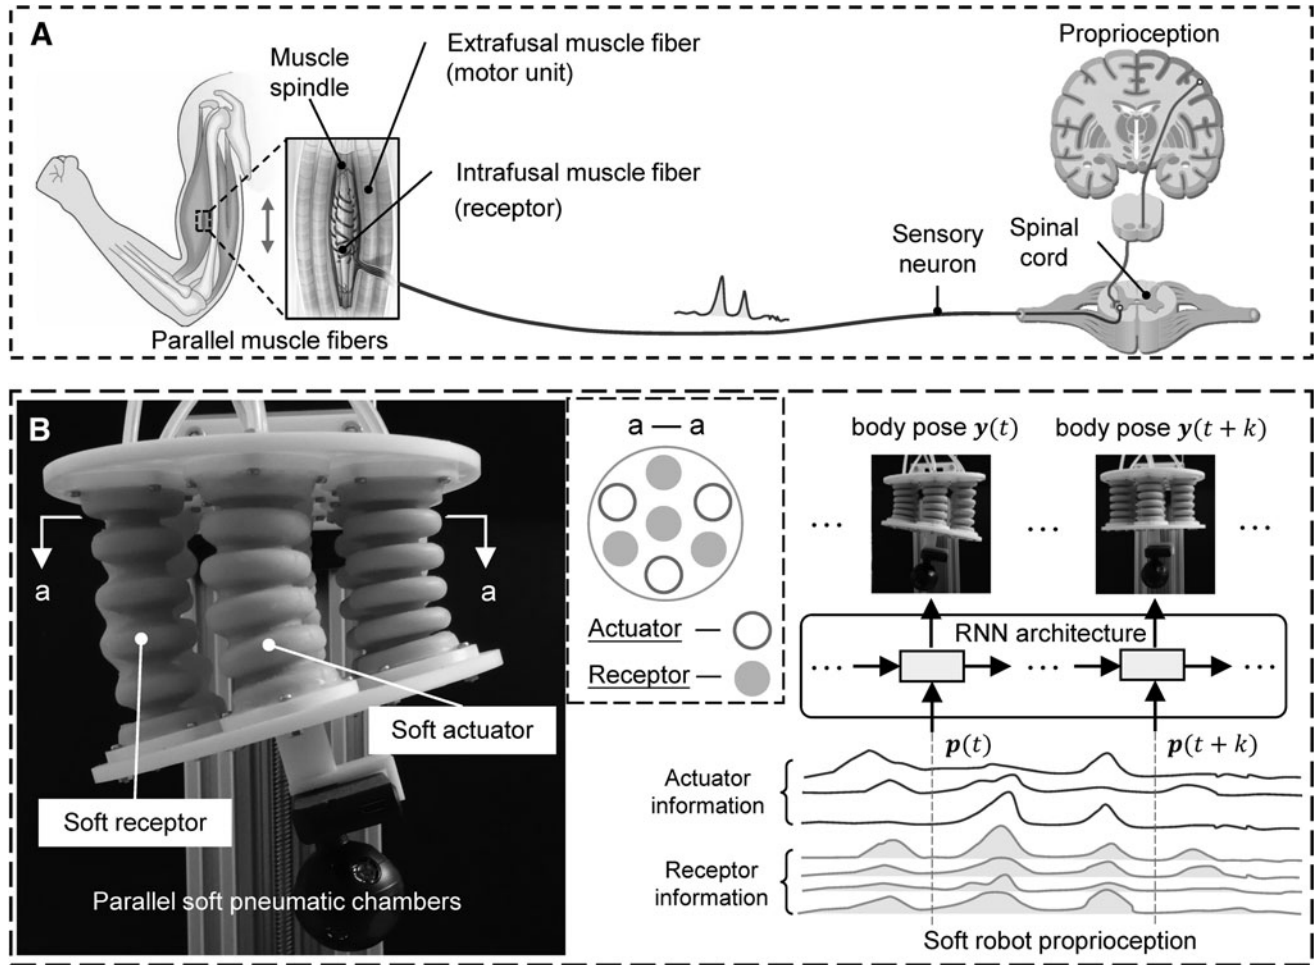 A
Proprioception
Extrafusal muscle fiber
(motor unit)
Muscle
spindle
Intrafusal muscle fiber
(receptor)
Sensory
neuron
Spinal
cord
Parallel muscle fibers
B
a
a
Soft actuator
Soft receptor
Parallel soft pneumatic chambers
a — a
Actuator —
Receptor —
body pose y(t)
body pose y(t + k)
... ... ...
RNN architecture
... ... ...
p(t)
p(t + k)
Actuator
information
Receptor
information
Soft robot proprioception